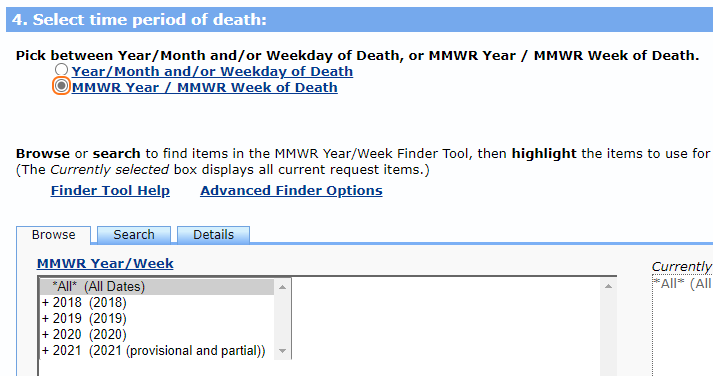 4. Select time period of death:
Pick between Year/Month and/or Weekday of Death, or MMWR Year / MMWR Week of Death.
Year/Month and/or Weekday of Death
MMWR Year / MMWR Week of Death
Browse or search to find items in the MMWR Year/Week Finder Tool, then highlight the items to use for
(The Currently selected box displays all current request items.)
Finder Tool Help Advanced Finder Options
Browse Search Details
MMWR Year/Week
Currently
*All* (All Dates)
*All* (All
+ 2018 (2018)
+ 2019 (2019)
+ 2020 (2020)
+ 2021 (2021 (provisional and partial))